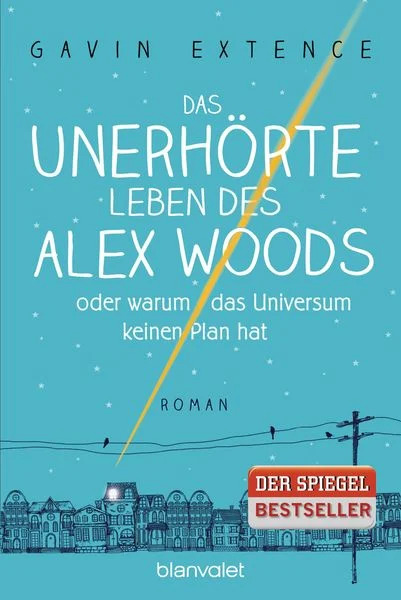 GAVIN EXTENCE
DAS
UNERHÖRTE
LEBEN DES
ALEX WOODS
oder warum das Universum
keinen Plan hat
ROMAN
DER SPIEGEL
BESTSELLER
blanvalet